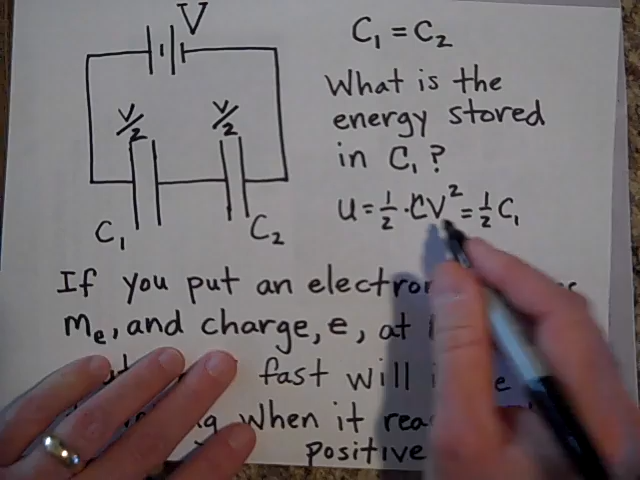 V
C₁ = C₂
What is the
energy stored
in C₁?
V/2 V/2
U = 1/2 · CV² = 1/2 C₁
C₁ C₂
If you put an electron
mₑ, and charge, e, at
fast will
when it
positive